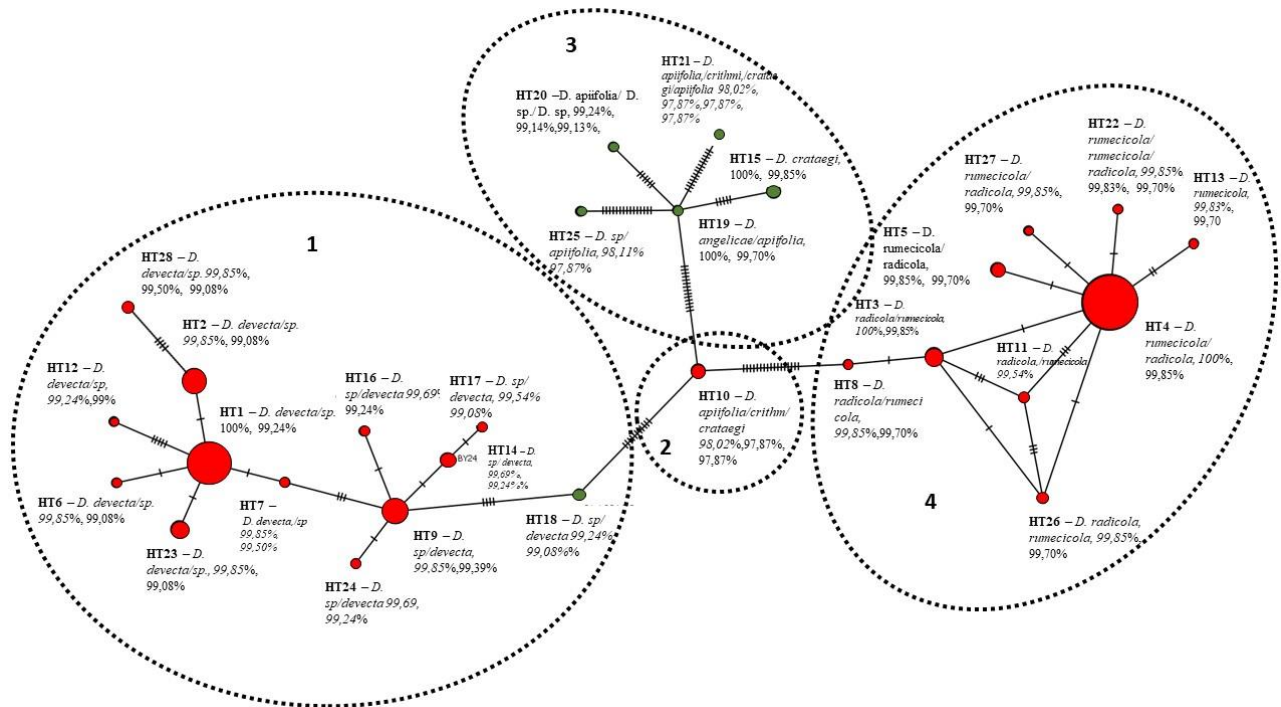 3
HT21 – D.
apiifolia/crithmi,/cratae
gi/apiifolia 98,02%,
97,87%,97,87%,
97,87%
HT20 –D. apiifolia/ D.
sp./ D. sp, 99,24%,
99,14%99,13%,
HT15 – D. crataegi,
100%, 99,85%
HT25 – D. sp/
apiifolia, 98,11%
97,87%
HT19 – D.
angelicae/apiifolia,
100%, 99,70%
HT22 – D.
rumecicola/
rumecicola/
radicola, 99,85%
99,83%, 99,70%
HT27 – D.
rumecicola/
radicola, 99,85%,
99,70%
HT13 – D.
rumecicola,
99,83%,
99,70
HT5 – D.
rumecicola/
radicola,
99,85%, 99,70%
HT3 – D.
radicola/rumecicola,
100%,99,85%
HT11 – D.
radicola,/rumecicola
99,54%
HT4 – D.
rumecicola/
radicola, 100%,
99,85%
HT8 – D.
radicola/rumeci
cola,
99,85%,99,70%
4
HT26 – D. radicola,
rumecicola, 99,85%,
99,70%
2
HT10 – D.
apiifolia/crithm/
crataegi
98,02%,97,87%,
97,87%
1
HT28 – D.
devecta/sp. 99,85%,
99,50%, 99,08%
HT2 – D. devecta/sp.
99,85%, 99,08%
HT12 – D.
devecta/sp,
99,24%,99%
HT1 – D. devecta/sp.
100%, 99,24%
HT16 – D.
sp/devecta 99,69%
99,24%
HT17 – D. sp/
devecta, 99,54%
99,08%
BY24
HT14 – D.
sp/ devecta,
99,69%,
99,24%%
HT6 – D. devecta/sp.
99,85%, 99,08%
HT7 –
D. devecta,/sp
99,85%
99,50%
HT23 – D.
devecta/sp., 99,85%,
99,08%
HT9 – D.
sp/devecta,
99,85%,99,39%
HT18 – D. sp/
devecta 99,24%
99,08%%
HT24 – D.
sp/devecta 99,69,
99,24%